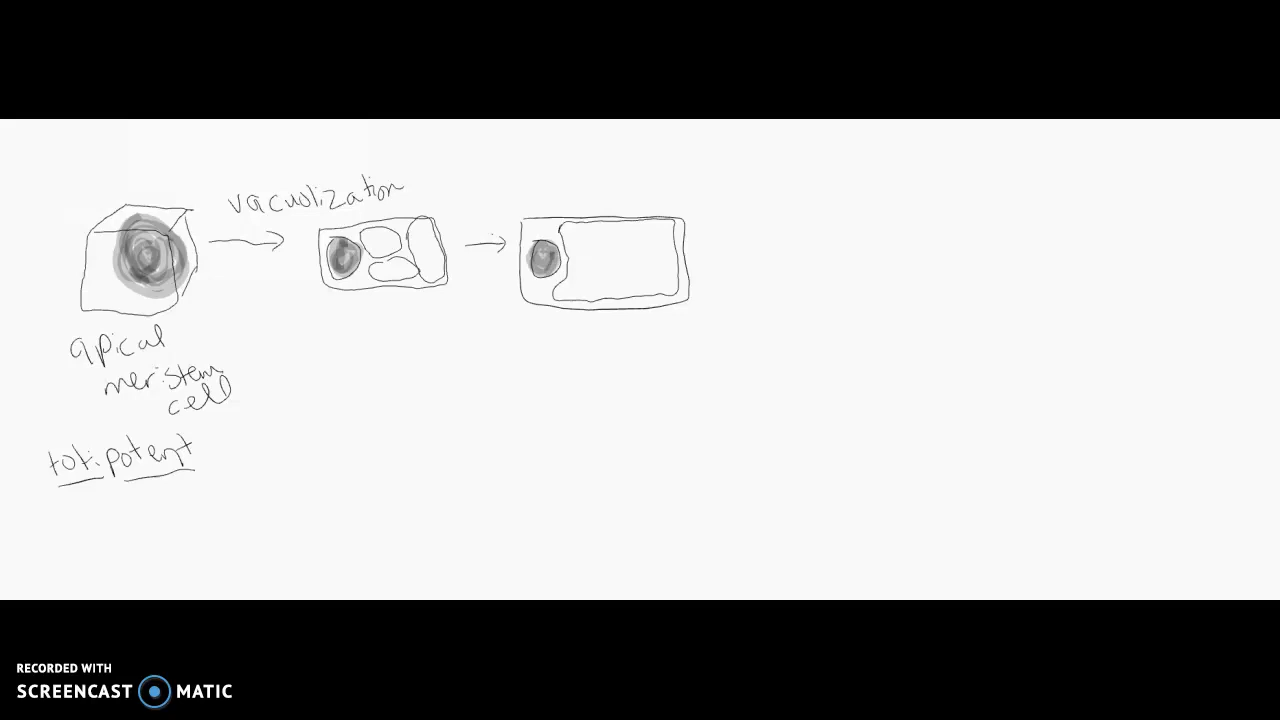 vacuolization
apical
meristem
cell
totipotent
RECORDED WITH
SCREENCAST MATIC